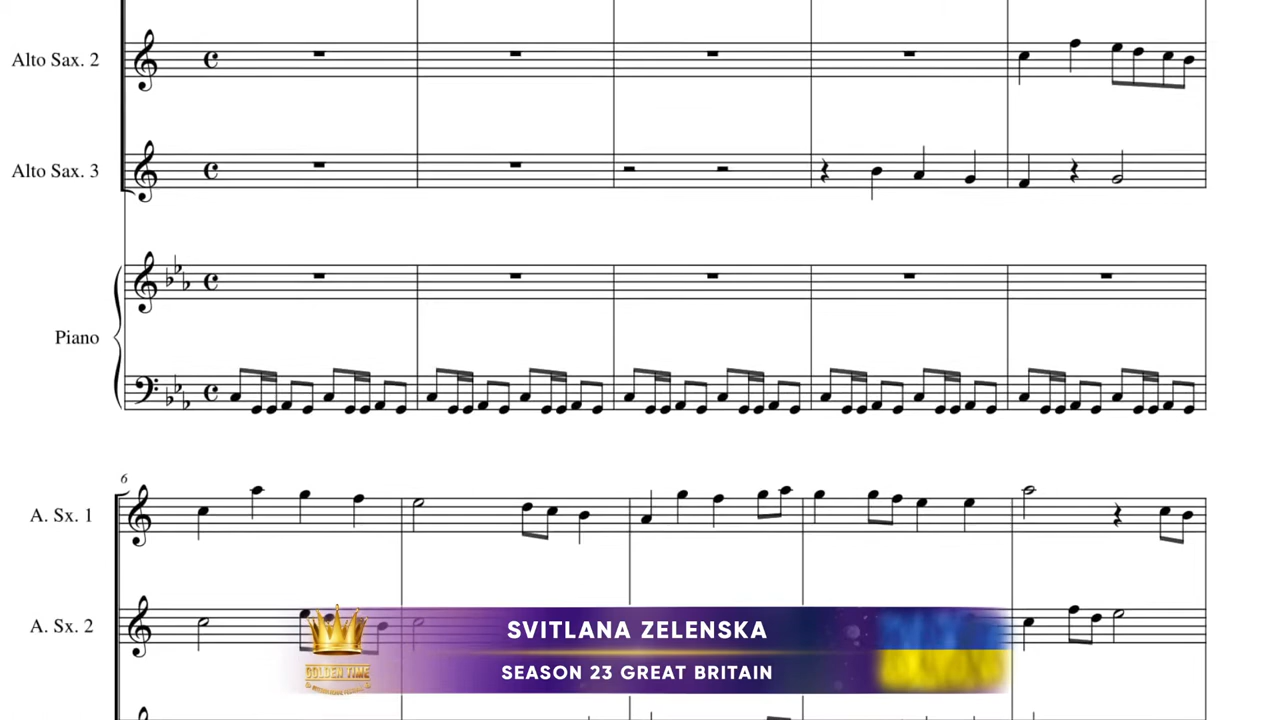 Alto Sax. 2
Alto Sax. 3
Piano
6
A. Sx. 1
A. Sx. 2
SVITLANA ZELENSKA
GOLDEN TIME
SEASON 23 GREAT BRITAIN